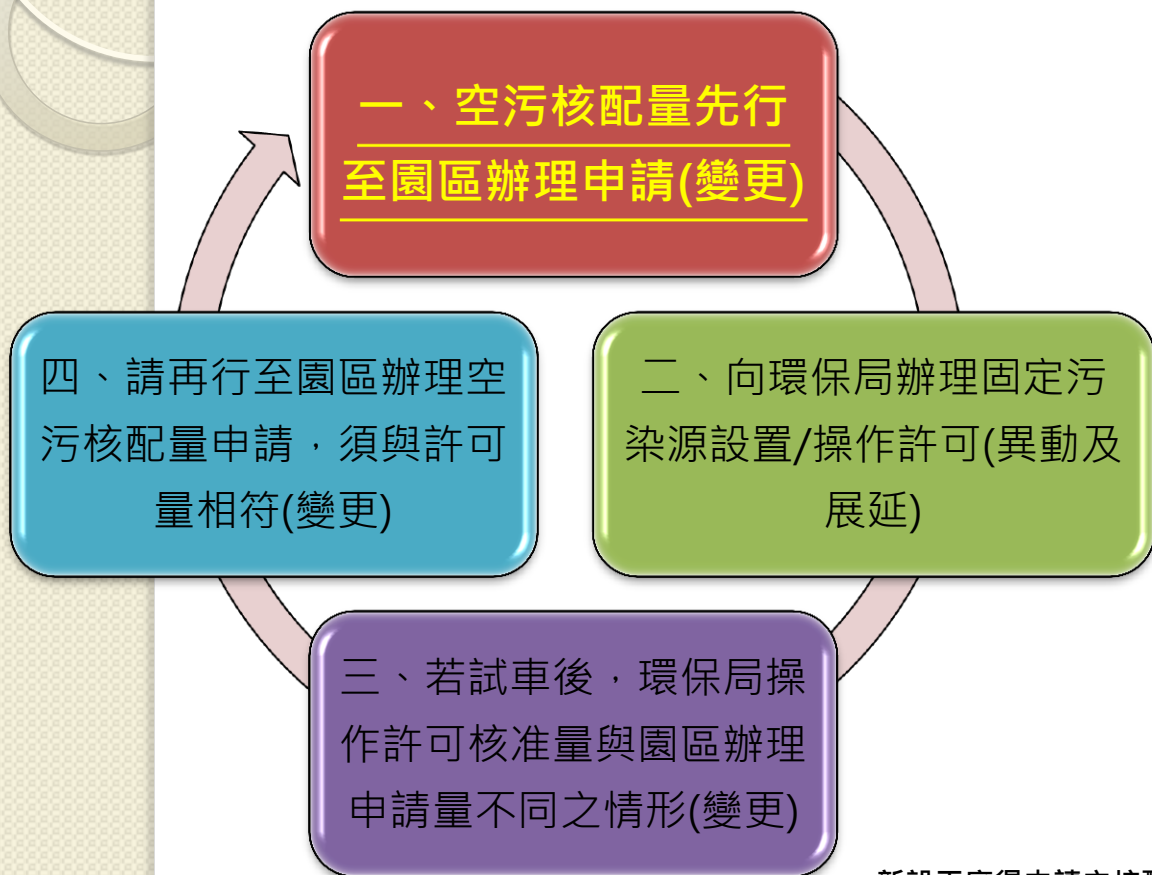 一、空污核配量先行
至園區辦理申請(變更)
二、向環保局辦理固定污
染源設置/操作許可(異動及
展延)
三、若試車後，環保局操
作許可核准量與園區辦理
申請量不同之情形(變更)
四、請再行至園區辦理空
污核配量申請，須與許可
量相符(變更)